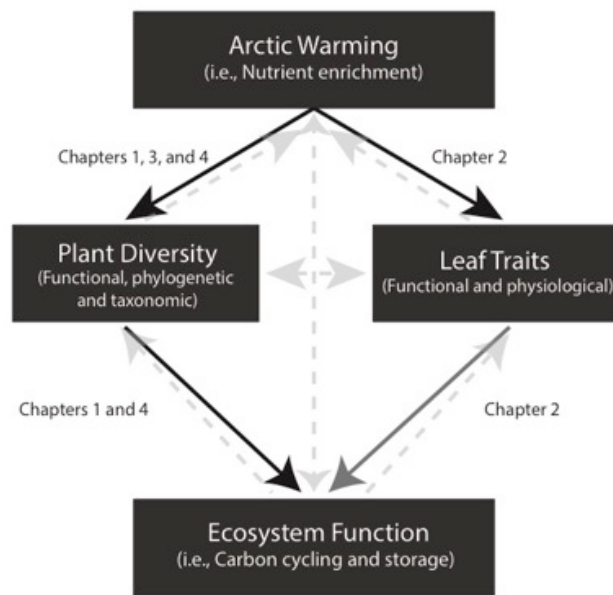 Arctic Warming
(i.e., Nutrient enrichment)
Chapters 1, 3, and 4
Chapter 2
Plant Diversity
(Functional, phylogenetic
and taxonomic)
Leaf Traits
(Functional and physiological)
Chapters 1 and 4
Chapter 2
Ecosystem Function
(i.e., Carbon cycling and storage)